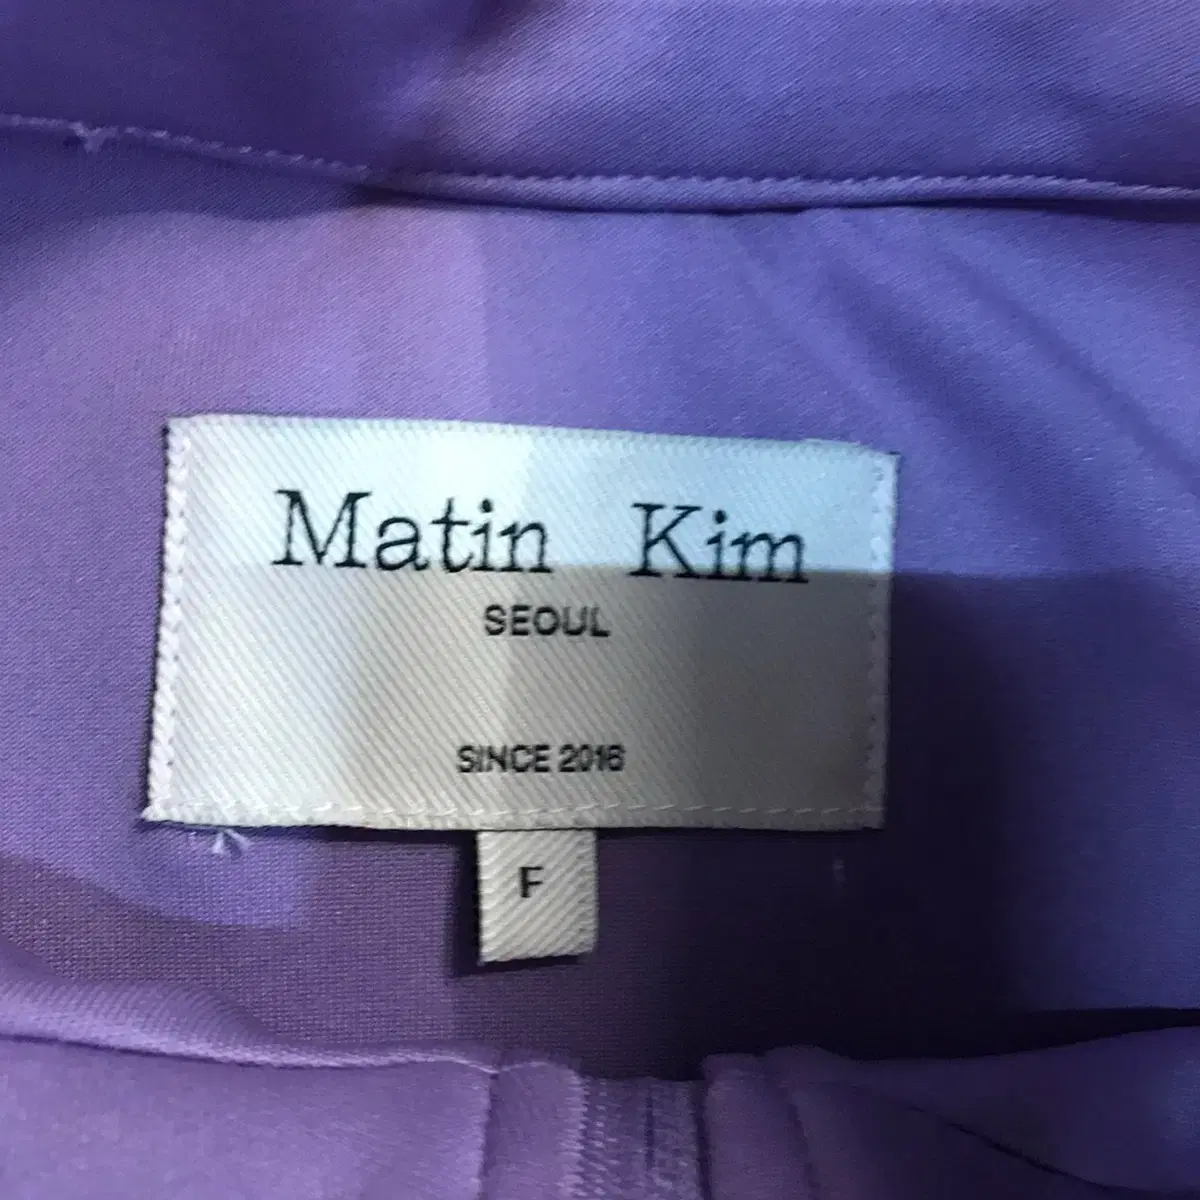 Matin Kim
SEOUL
SINCE 2016
F